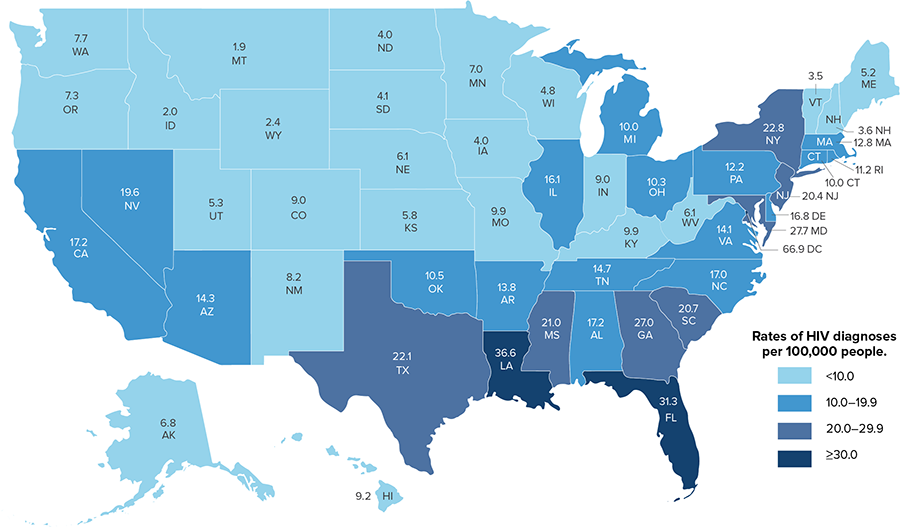 7.7
WA
1.9
MT
4.0
ND
7.0
MN
4.8
WI
3.5
VT
5.2
ME
7.3
OR
2.0
ID
2.4
WY
4.1
SD
4.0
IA
10.0
MI
22.8
NY
NH
3.6 NH
MA
12.8 MA
CT
11.2 RI
10.0 CT
19.6
NV
5.3
UT
9.0
CO
6.1
NE
5.8
KS
9.9
MO
16.1
IL
9.0
IN
10.3
OH
12.2
PA
NJ
20.4 NJ
16.8 DE
27.7 MD
66.9 DC
17.2
CA
14.3
AZ
8.2
NM
10.5
OK
13.8
AR
14.7
TN
9.9
KY
6.1
WV
14.1
VA
17.0
NC
22.1
TX
36.6
LA
21.0
MS
17.2
AL
27.0
GA
20.7
SC
31.3
FL
6.8
AK
9.2
HI
Rates of HIV diagnoses
per 100,000 people.
<10.0
10.0–19.9
20.0–29.9
≥30.0